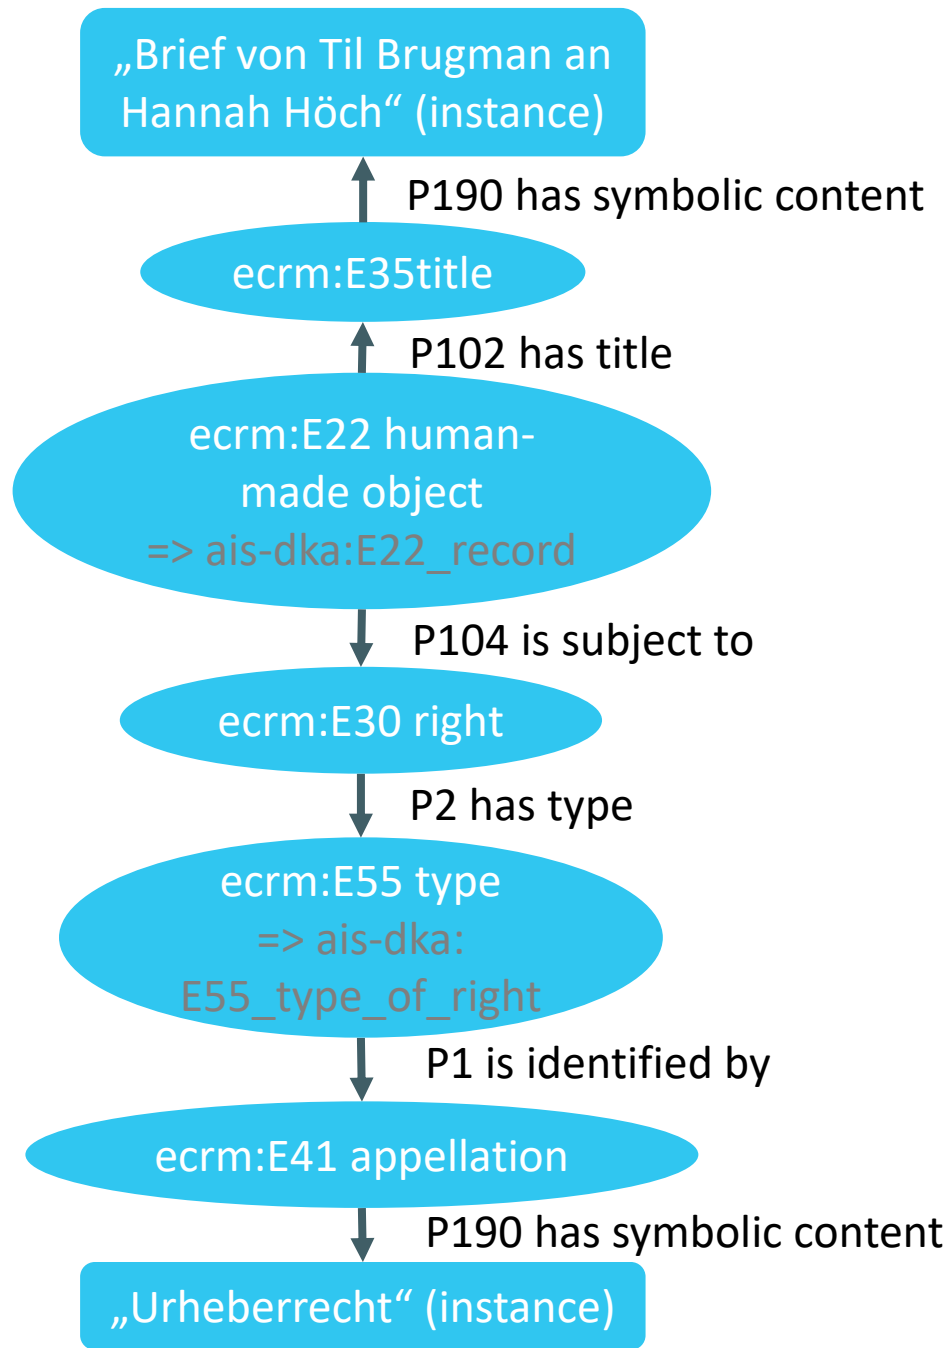 „Brief von Til Brugman an
Hannah Höch“ (instance)
P190 has symbolic content
ecrm:E35title
P102 has title
ecrm:E22 human-
made object
=> ais-dka:E22_record
P104 is subject to
ecrm:E30 right
P2 has type
ecrm:E55 type
=> ais-dka:
E55_type_of_right
P1 is identified by
ecrm:E41 appellation
P190 has symbolic content
„Urheberrecht“ (instance)